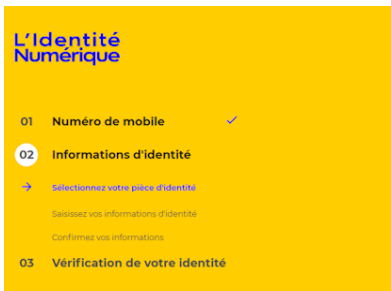 L'Identité
Numérique
01 Numéro de mobile
02 Informations d'identité
Sélectionnez votre pièce d'identité
Saisissez vos informations d'identité
Confirmez vos informations
03 Vérification de votre identité